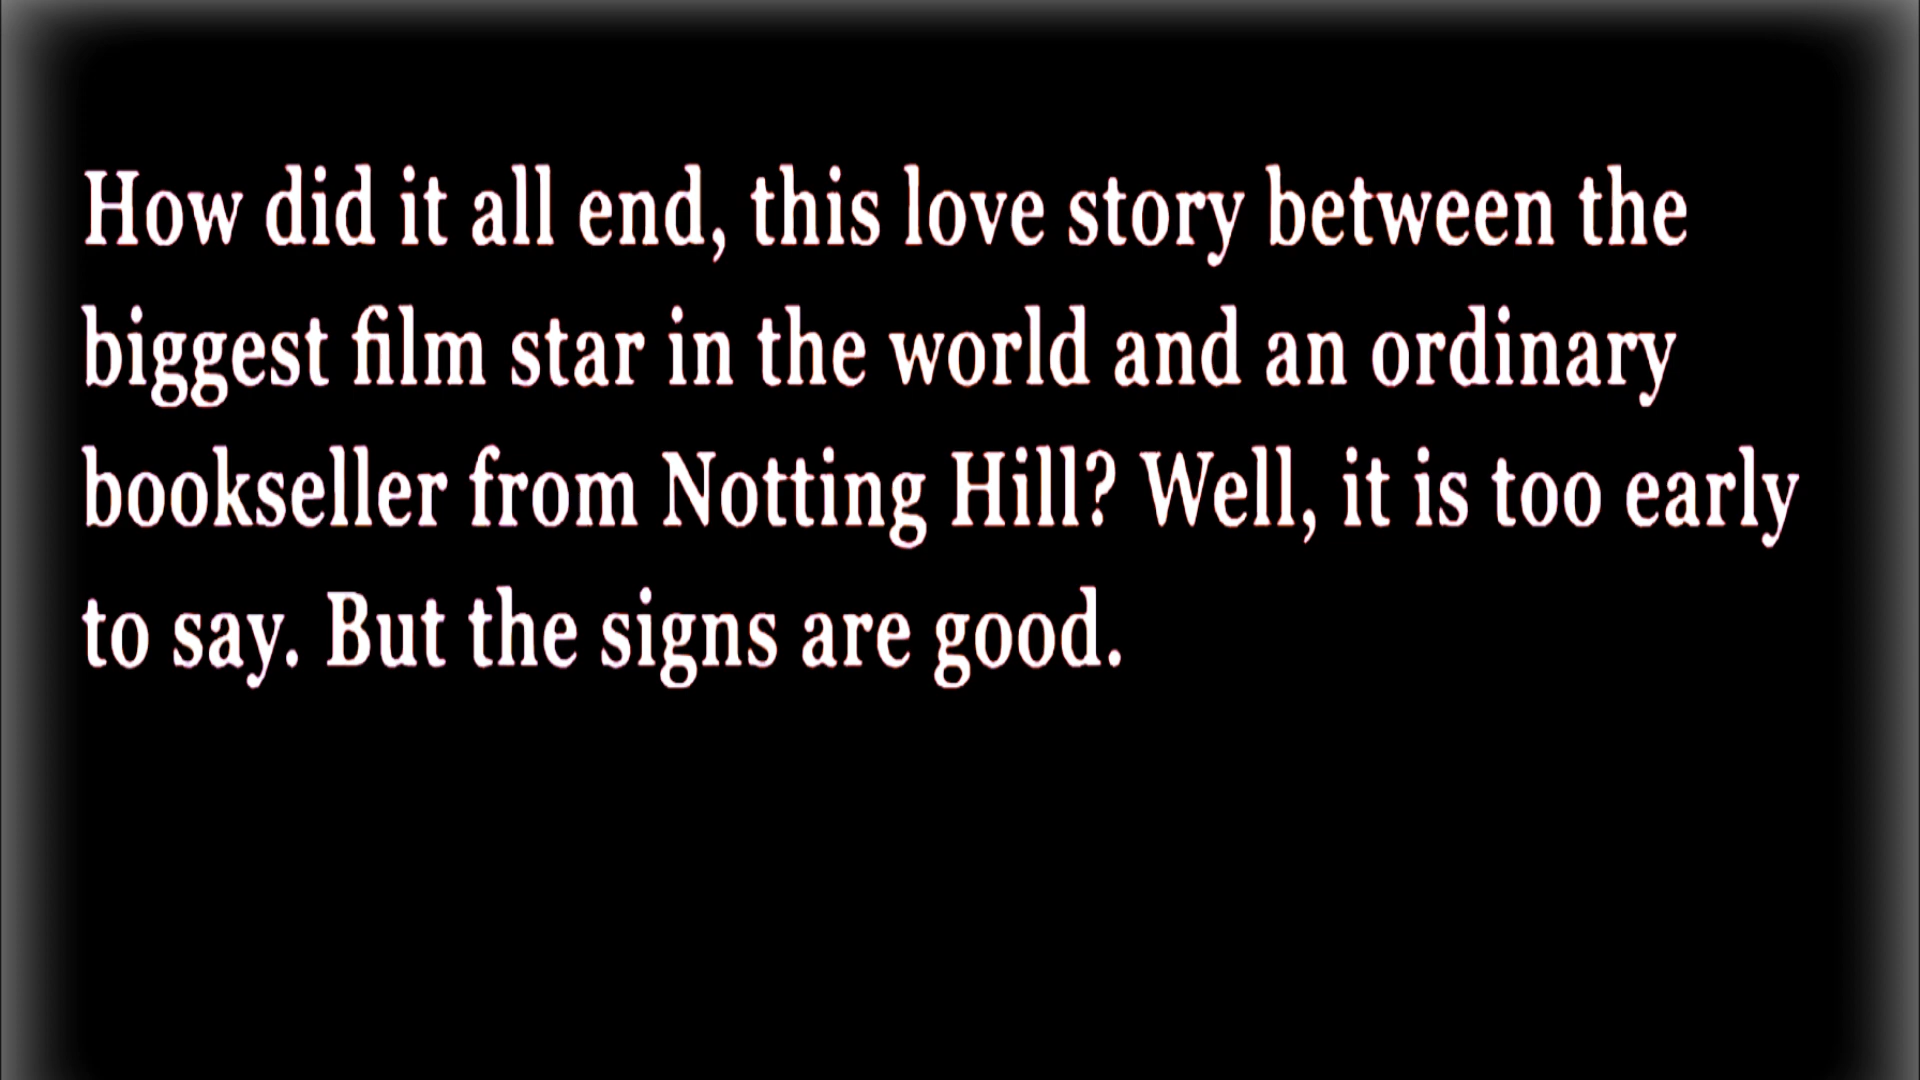 How did it all end, this love story between the
biggest film star in the world and an ordinary
bookseller from Notting Hill? Well, it is too early
to say. But the signs are good.